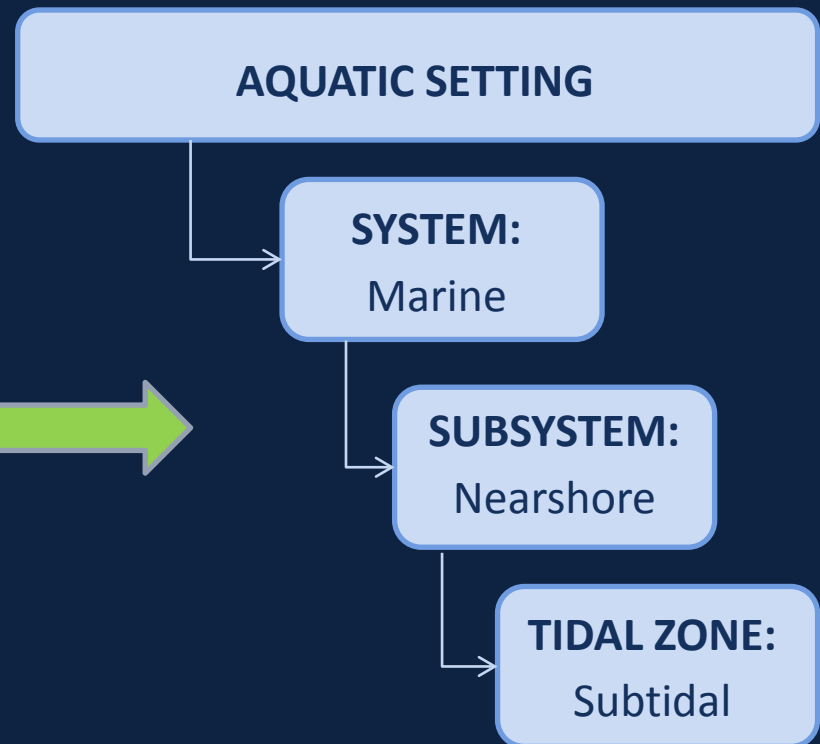 AQUATIC SETTING
SYSTEM:
Marine
SUBSYSTEM:
Nearshore
TIDAL ZONE:
Subtidal